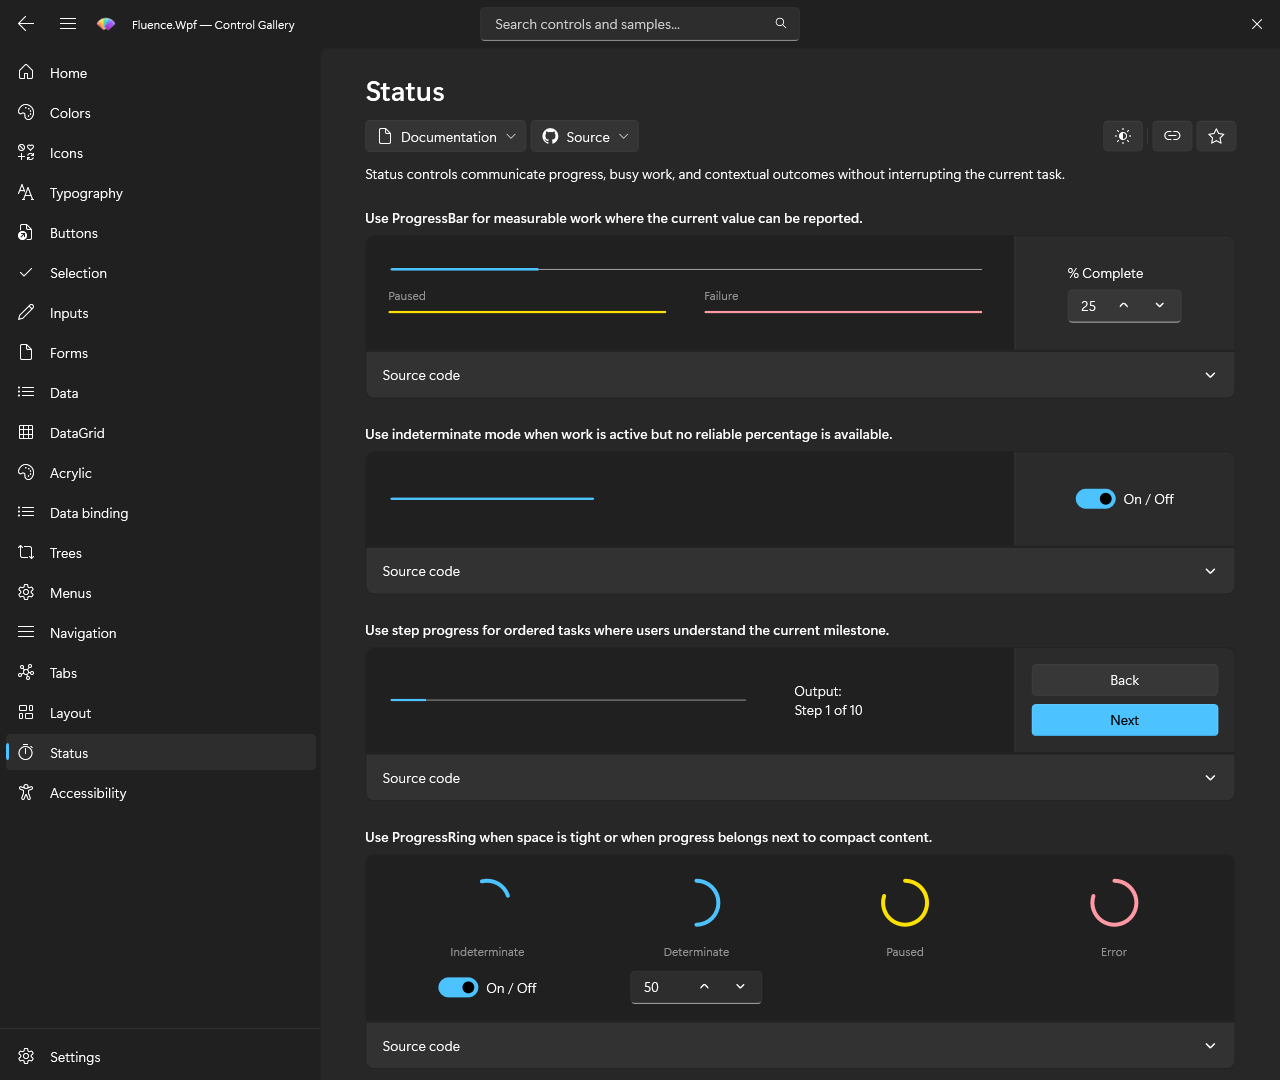 Fluence.Wpf — Control Gallery
Search controls and samples...
Home
Colors
Icons
Typography
Buttons
Selection
Inputs
Forms
Data
DataGrid
Acrylic
Data binding
Trees
Menus
Navigation
Tabs
Layout
Status
Accessibility
Settings
Status
Documentation
Source
Status controls communicate progress, busy work, and contextual outcomes without interrupting the current task.
Use ProgressBar for measurable work where the current value can be reported.
Paused
Failure
% Complete
25
Source code
Use indeterminate mode when work is active but no reliable percentage is available.
On / Off
Source code
Use step progress for ordered tasks where users understand the current milestone.
Output:
Step 1 of 10
Back
Next
Source code
Use ProgressRing when space is tight or when progress belongs next to compact content.
Indeterminate
Determinate
Paused
Error
On / Off
50
Source code